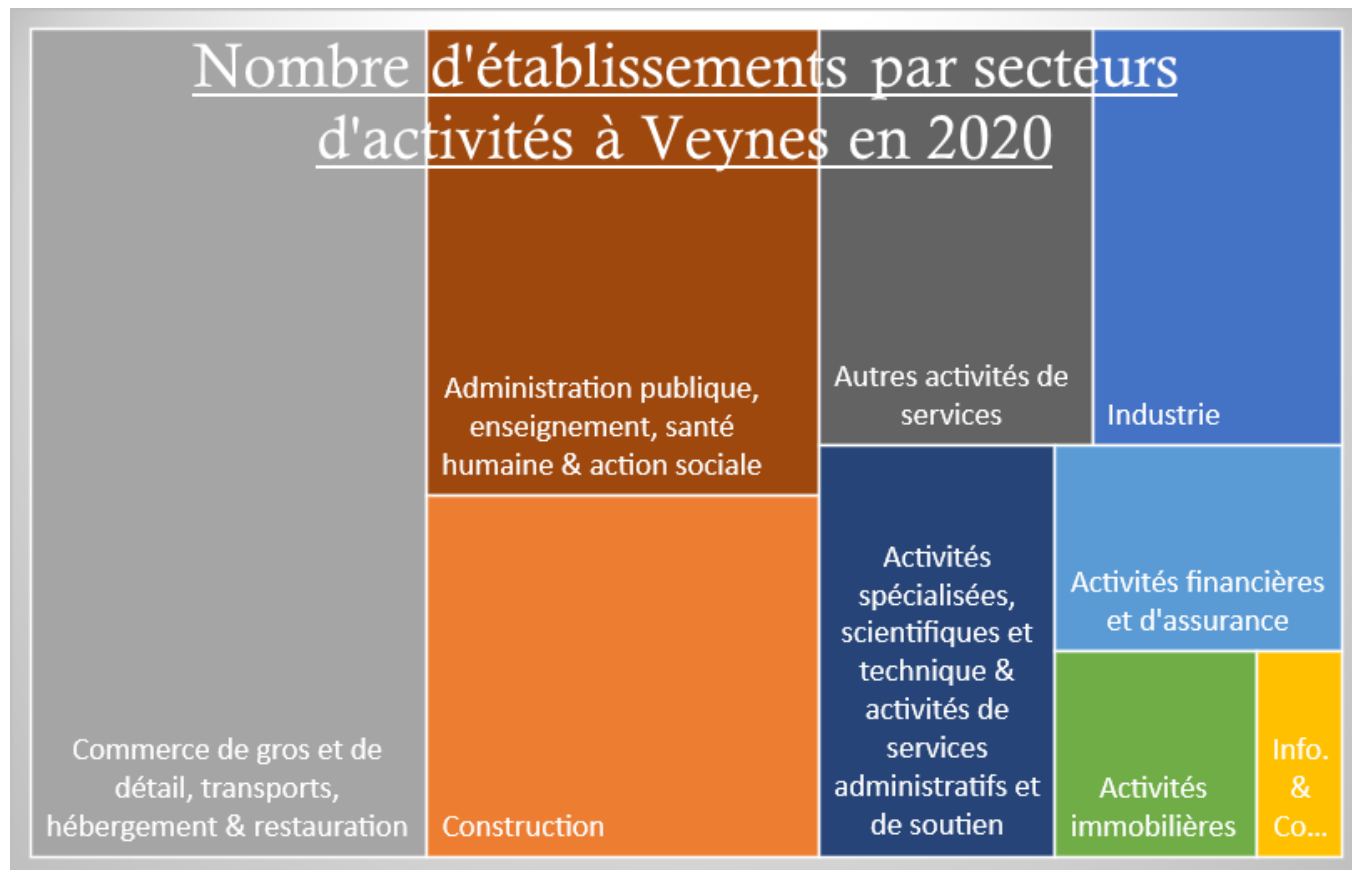 Nombre d'établissements par secteurs
d'activités à Veynes en 2020
Commerce de gros et de
détail, transports,
hébergement & restauration
Administration publique,
enseignement, santé
humaine & action sociale
Construction
Autres activités de
services
Industrie
Activités
spécialisées,
scientifiques et
technique &
activités de
services
administratifs et
de soutien
Activités financières
et d'assurance
Activités
immobilières
Info.
&
Co...